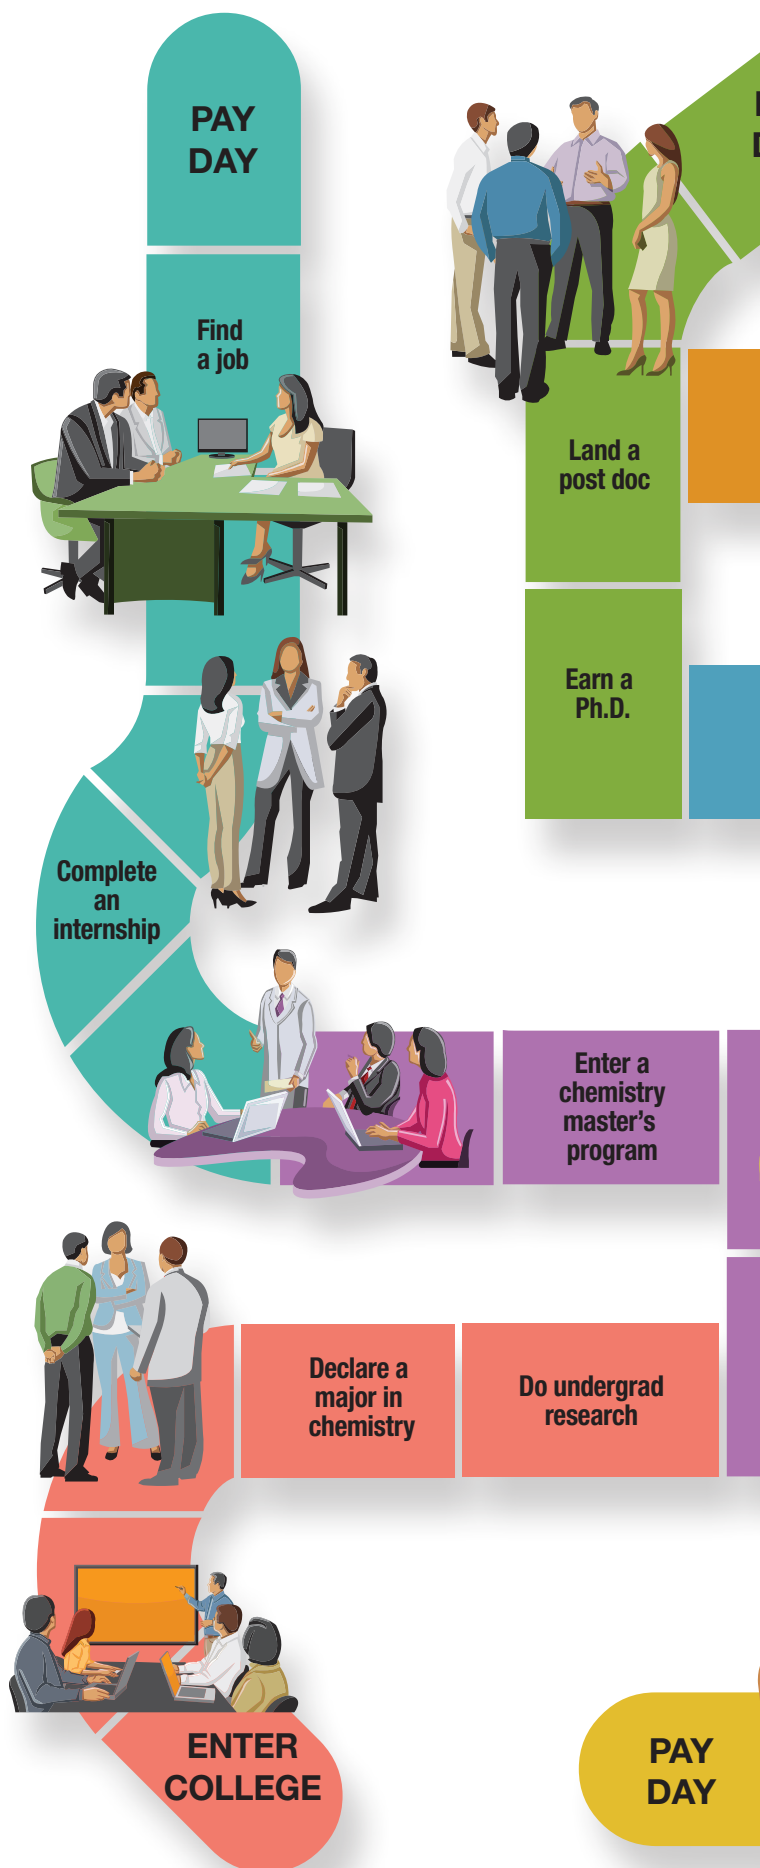 PAY
DAY
Find
a job
Land a
post doc
Earn a
Ph.D.
Complete
an
internship
Enter a
chemistry
master's
program
Declare a
major in
chemistry
Do undergrad
research
ENTER
COLLEGE
PAY
DAY